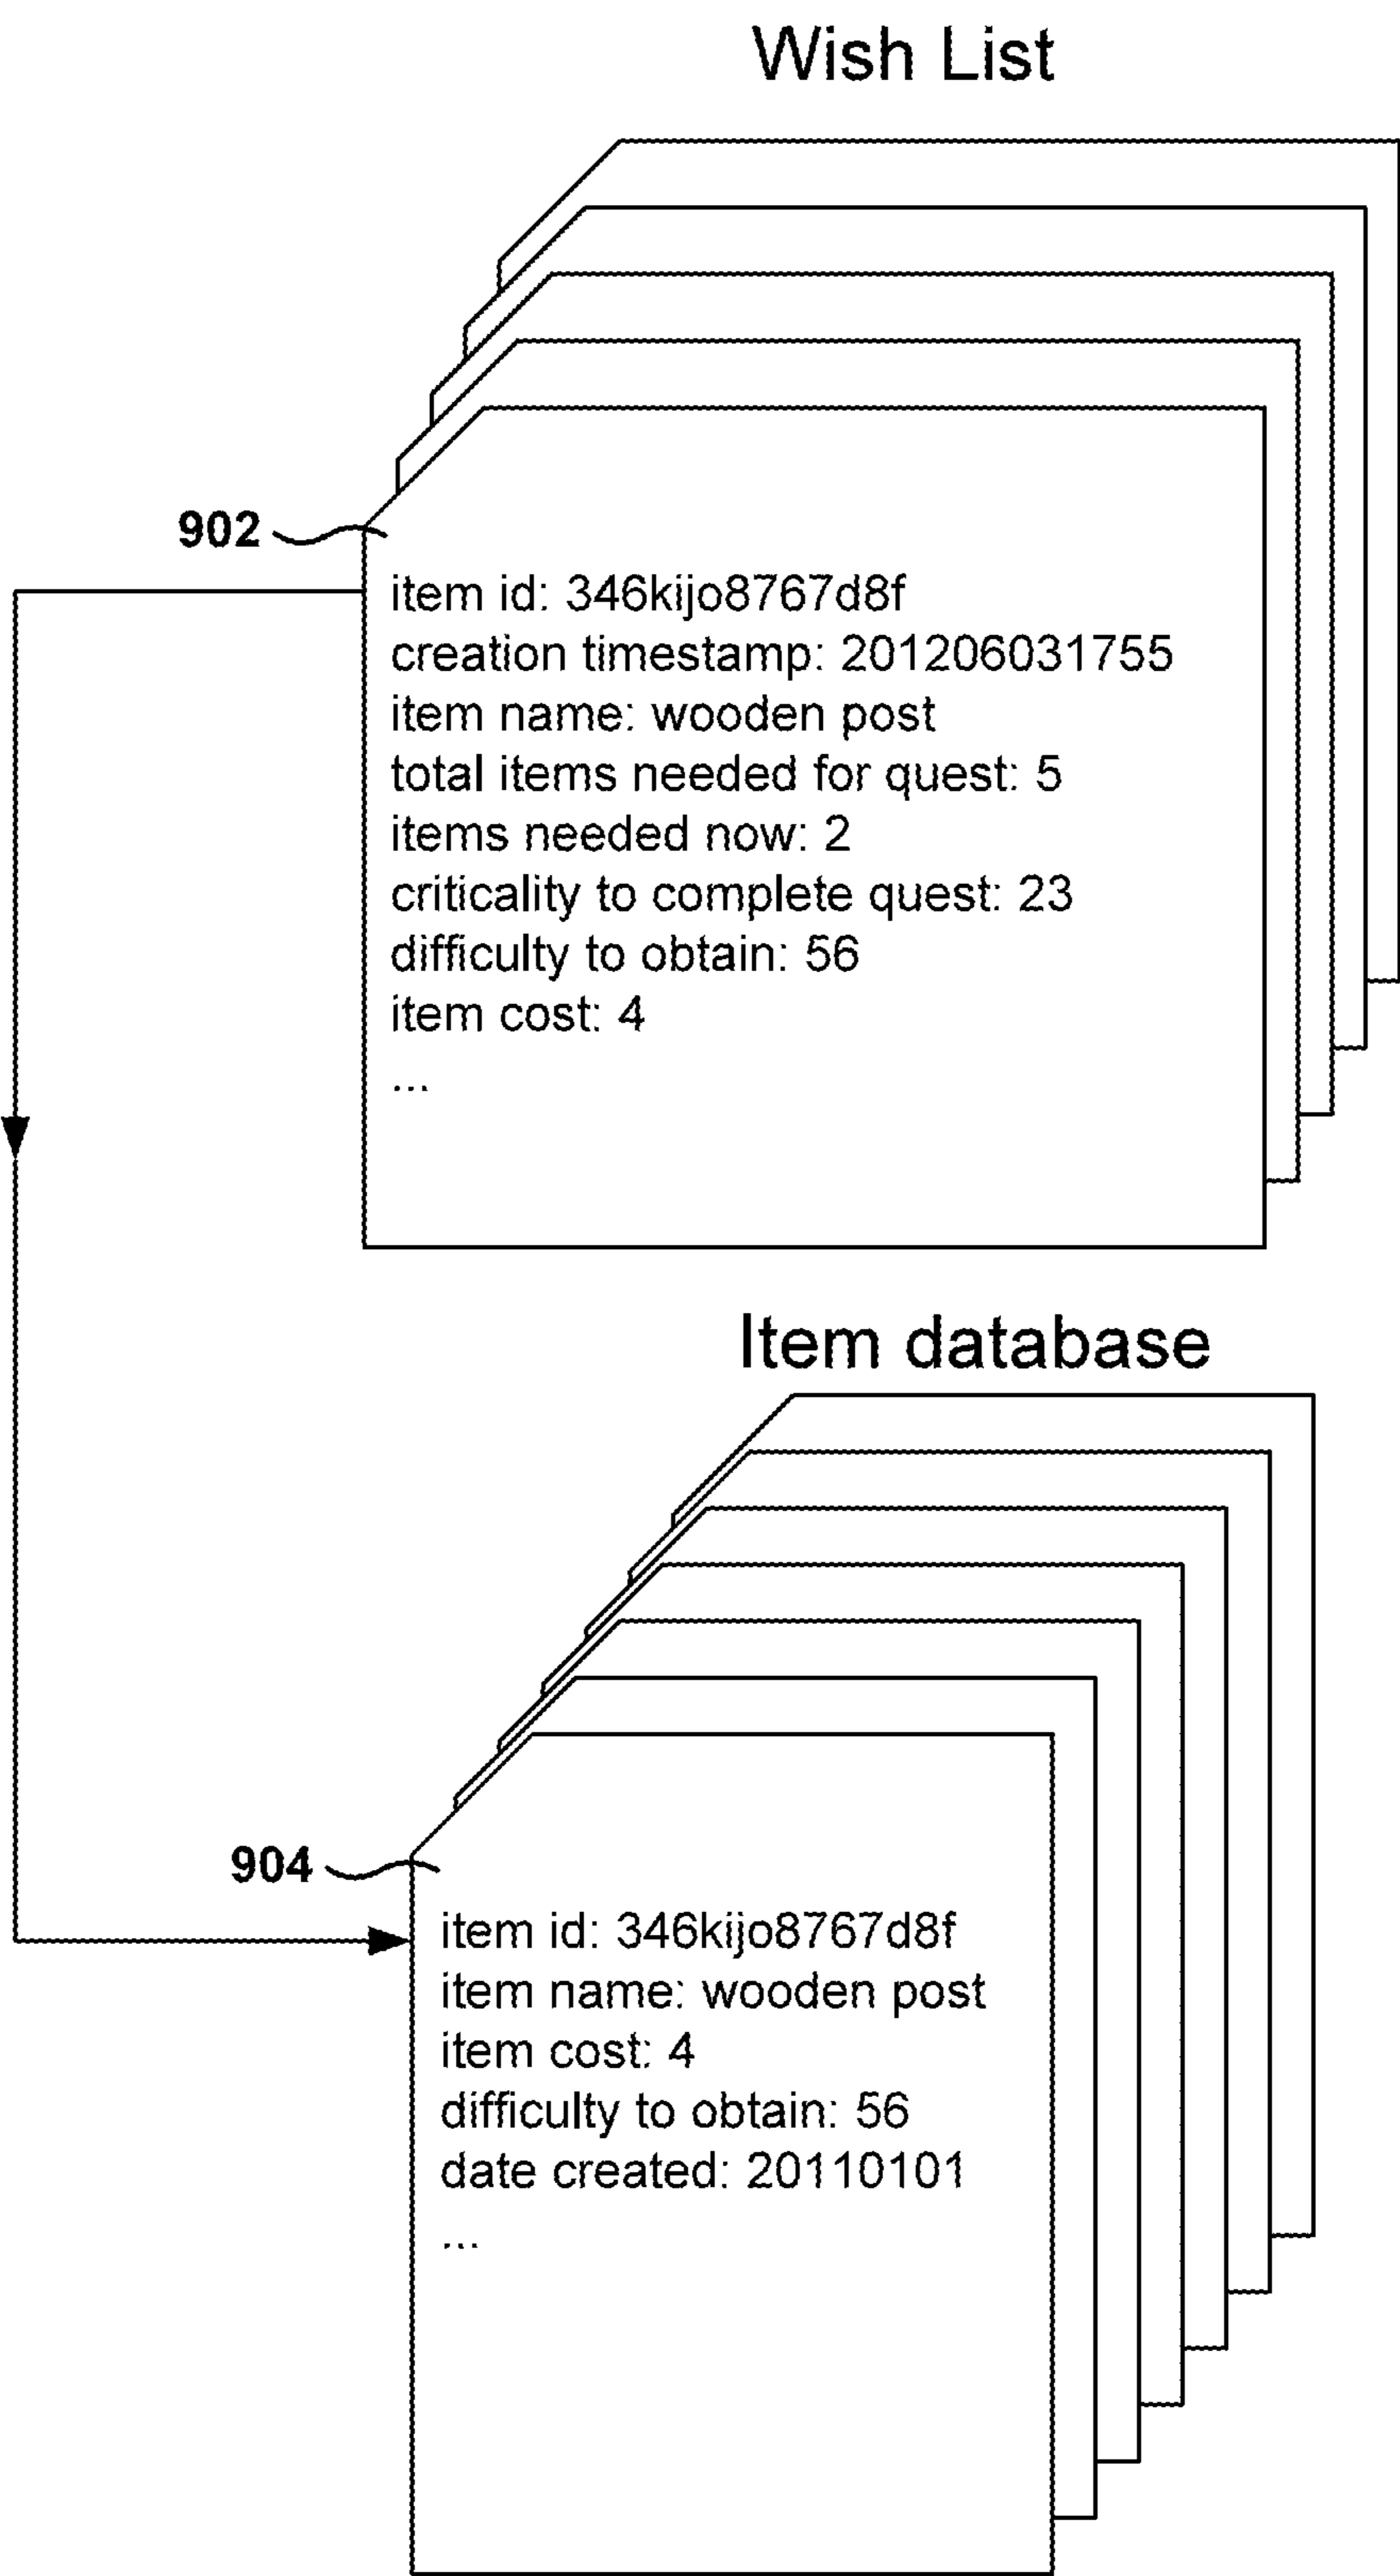 Wish List
902
item id: 346kijo8767d8f
creation timestamp: 201206031755
item name: wooden post
total items needed for quest: 5
items needed now: 2
criticality to complete quest: 23
difficulty to obtain: 56
item cost: 4
...
Item database
904
item id: 346kijo8767d8f
item name: wooden post
item cost: 4
difficulty to obtain: 56
date created: 20110101
...